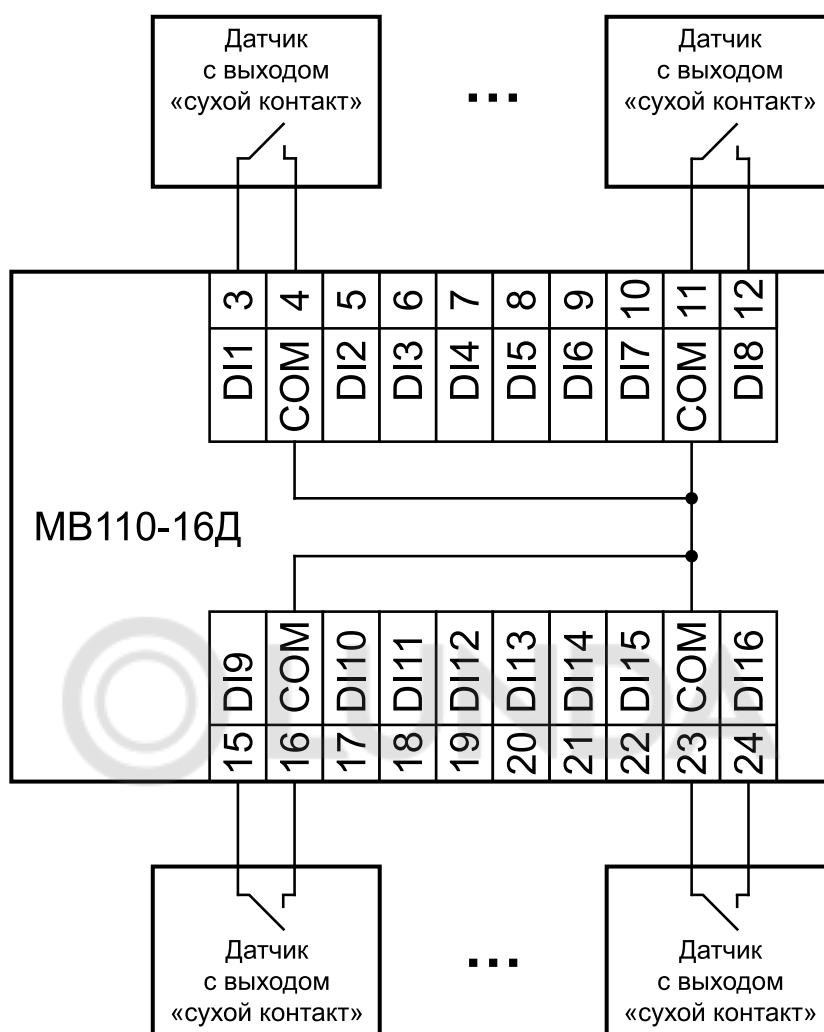 Датчик
с выходом
«сухой контакт»
...
Датчик
с выходом
«сухой контакт»
3 4 5 6 7 8 9 10 11 12
DI1 COM DI2 DI3 DI4 DI5 DI6 DI7 COM DI8
МВ110-16Д
DI9 COM DI10 DI11 DI12 DI13 DI14 DI15 COM DI16
LUNDA
15 16 17 18 19 20 21 22 23 24
Датчик
с выходом
«сухой контакт»
...
Датчик
с выходом
«сухой контакт»